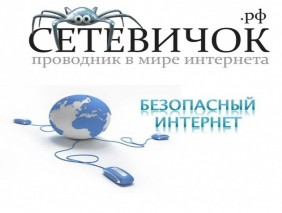 .рф
СЕТЕВИЧОК
проводник в мире интернета
БЕЗОПАСНЫЙ
ИНТЕРНЕТ